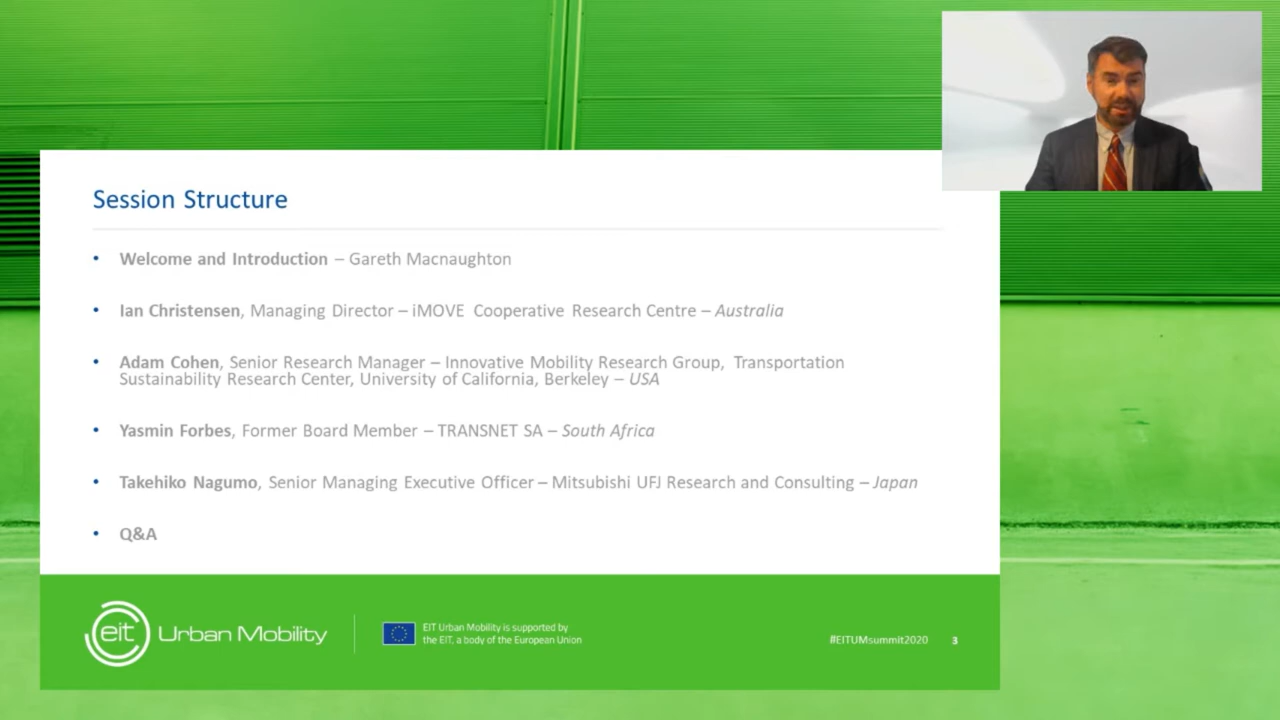 Session Structure
• Welcome and Introduction – Gareth Macnaughton
• Ian Christensen, Managing Director – iMOVE Cooperative Research Centre – Australia
• Adam Cohen, Senior Research Manager – Innovative Mobility Research Group, Transportation
Sustainability Research Center, University of California, Berkeley – USA
• Yasmin Forbes, Former Board Member – TRANSNET SA – South Africa
• Takehiko Nagumo, Senior Managing Executive Officer – Mitsubishi UFJ Research and Consulting – Japan
• Q&A
eit Urban Mobility
EIT Urban Mobility is supported by
the EIT, a body of the European Union
#EITUMsummit2020 3